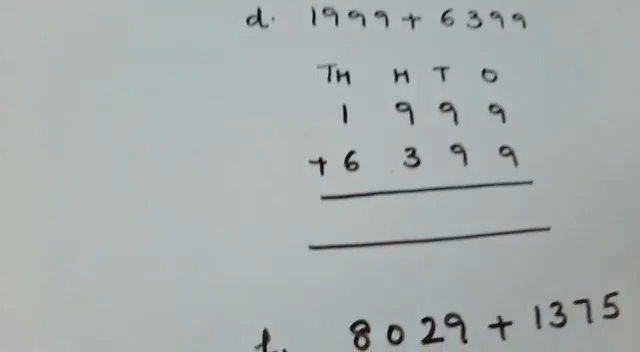 d. 1999 + 6399
TH H T O
1 9 9 9
+ 6 3 9 9
8029 + 1375